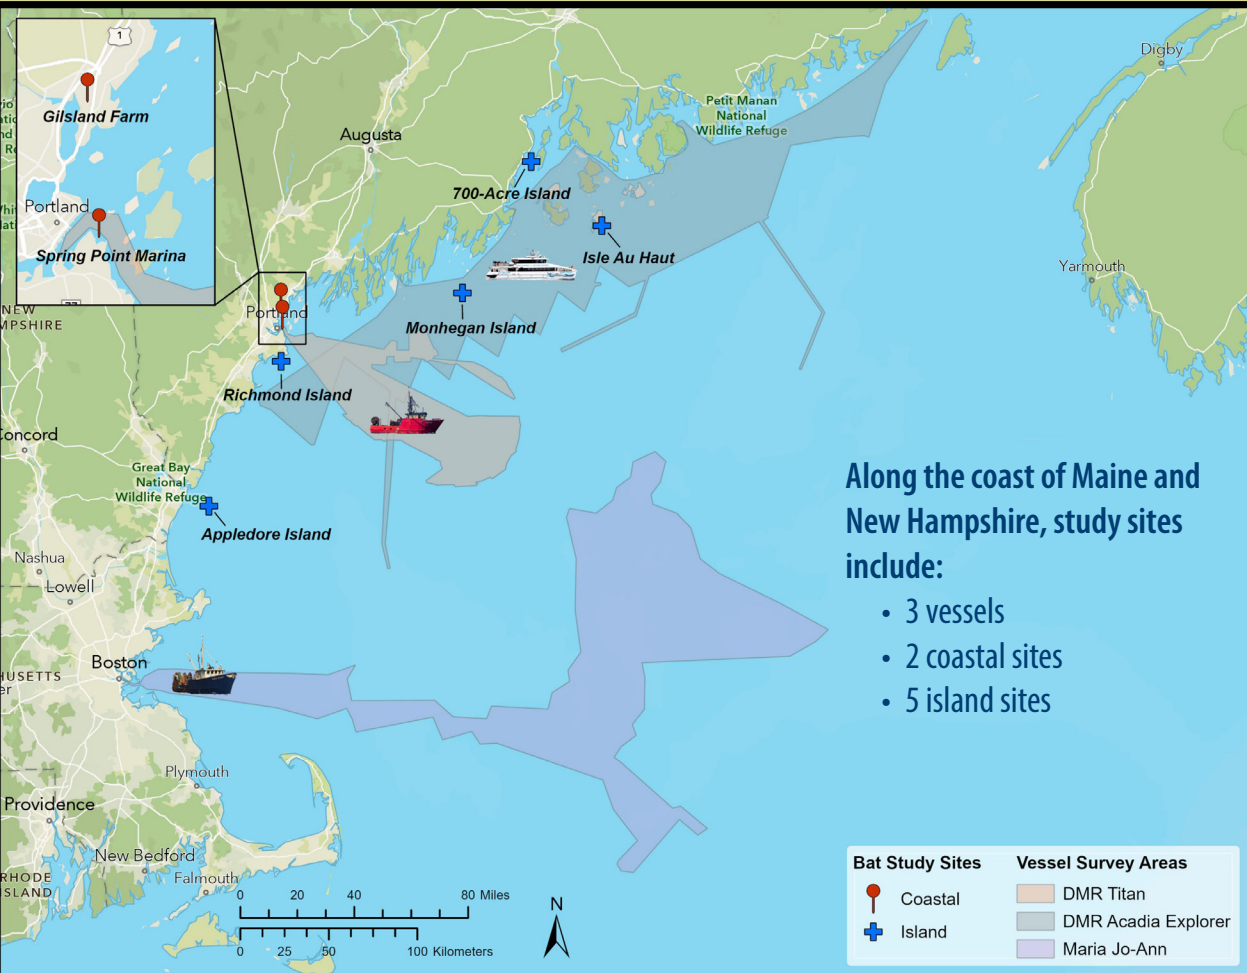 1
Gilsland Farm
Portland
Spring Point Marina
77
Augusta
Digby
Petit Manan
National
Wildlife Refuge
700-Acre Island
Isle Au Haut
Yarmouth
Monhegan Island
Portland
NEW
MPSHIRE
Richmond Island
Concord
Great Bay
National
Wildlife Refuge
Appledore Island
Nashua
Lowell
Along the coast of Maine and
New Hampshire, study sites
include:
• 3 vessels
• 2 coastal sites
• 5 island sites
Boston
HUSETTS
er
Plymouth
Providence
New Bedford
Falmouth
RHODE
ISLAND
0 20 40 80 Miles
0 25 50 100 Kilometers
N
Bat Study Sites
Coastal
Island
Vessel Survey Areas
DMR Titan
DMR Acadia Explorer
Maria Jo-Ann